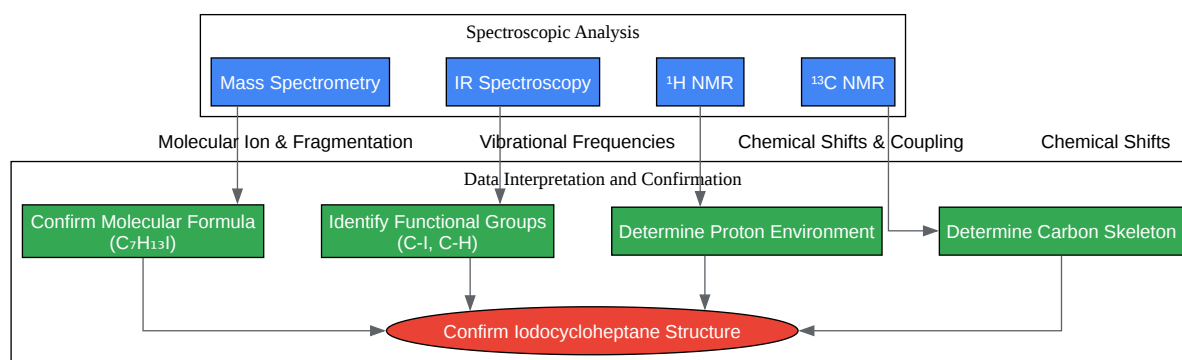 Spectroscopic Analysis
Mass Spectrometry
IR Spectroscopy
¹H NMR
¹³C NMR
Molecular Ion & Fragmentation
Vibrational Frequencies
Chemical Shifts & Coupling
Chemical Shifts
Data Interpretation and Confirmation
Confirm Molecular Formula
(C₇H₁₃I)
Identify Functional Groups
(C-I, C-H)
Determine Proton Environment
Determine Carbon Skeleton
Confirm Iodocycloheptane Structure